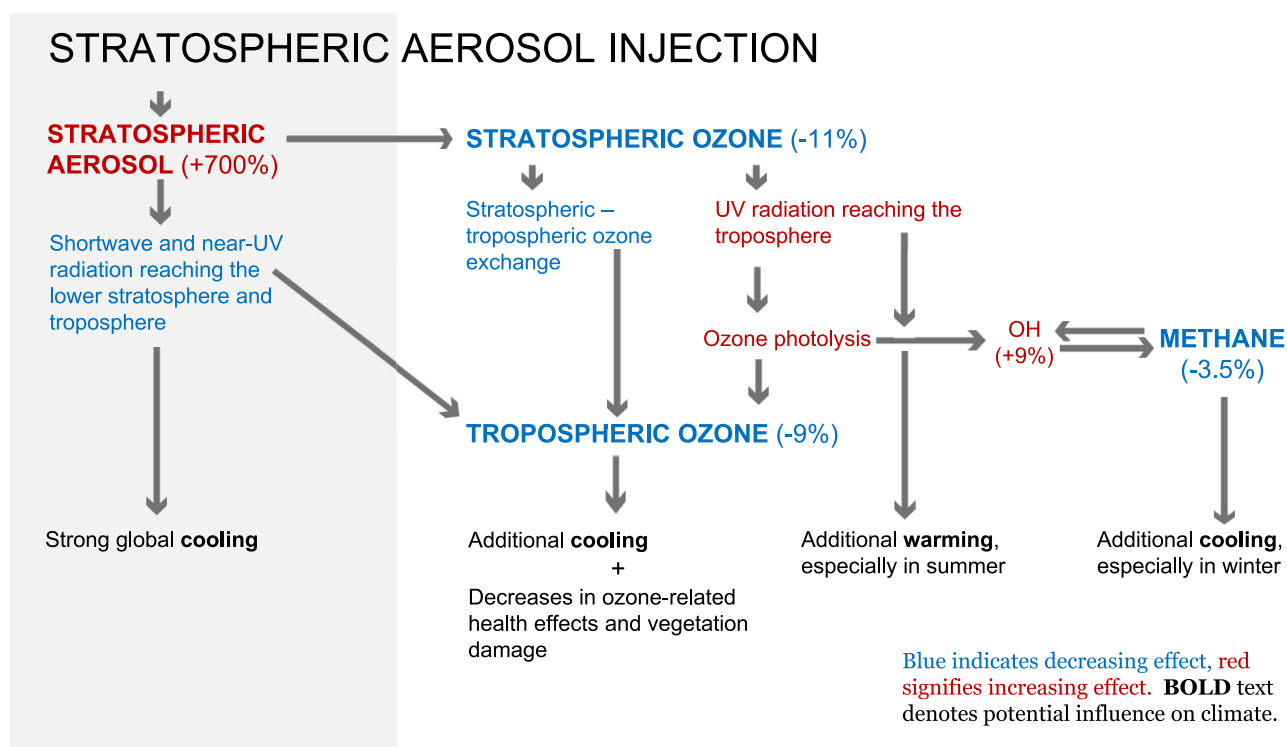 STRATOSPHERIC AEROSOL INJECTION
STRATOSPHERIC
AEROSOL (+700%)
STRATOSPHERIC OZONE (-11%)
Shortwave and near-UV
radiation reaching the
lower stratosphere and
troposphere
Stratospheric –
tropospheric ozone
exchange
UV radiation reaching the
troposphere
Ozone photolysis
OH
(+9%)
METHANE
(-3.5%)
TROPOSPHERIC OZONE (-9%)
Strong global cooling
Additional cooling
+
Decreases in ozone-related
health effects and vegetation
damage
Additional warming,
especially in summer
Additional cooling,
especially in winter
Blue indicates decreasing effect, red
signifies increasing effect. BOLD text
denotes potential influence on climate.